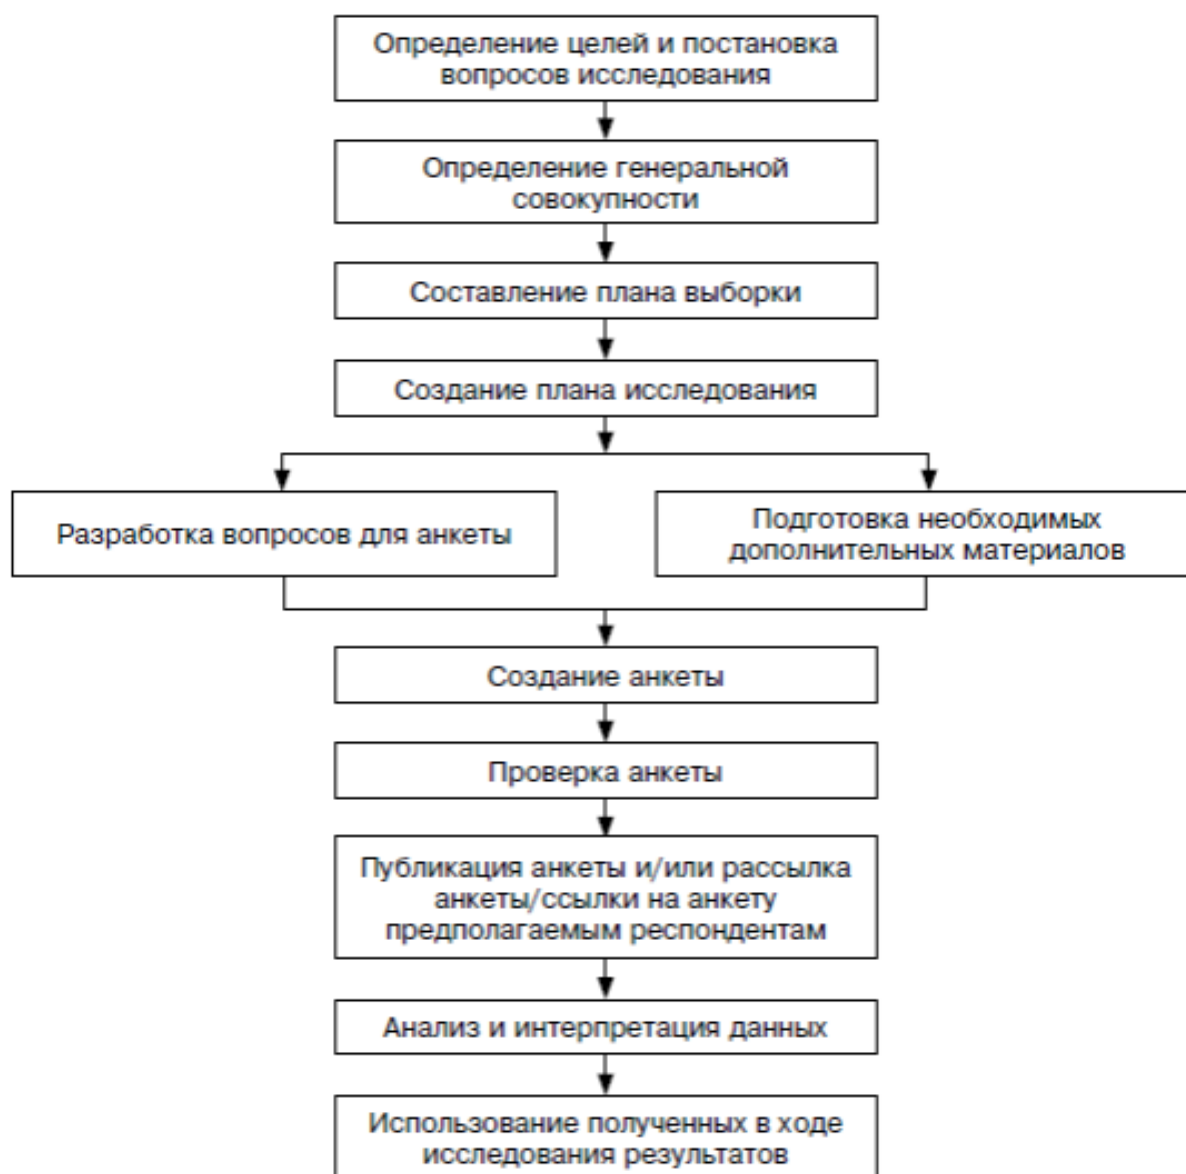 Определение целей и постановка
вопросов исследования
Определение генеральной
совокупности
Составление плана выборки
Создание плана исследования
Разработка вопросов для анкеты
Подготовка необходимых
дополнительных материалов
Создание анкеты
Проверка анкеты
Публикация анкеты и/или рассылка
анкеты/ссылки на анкету
предполагаемым респондентам
Анализ и интерпретация данных
Использование полученных в ходе
исследования результатов